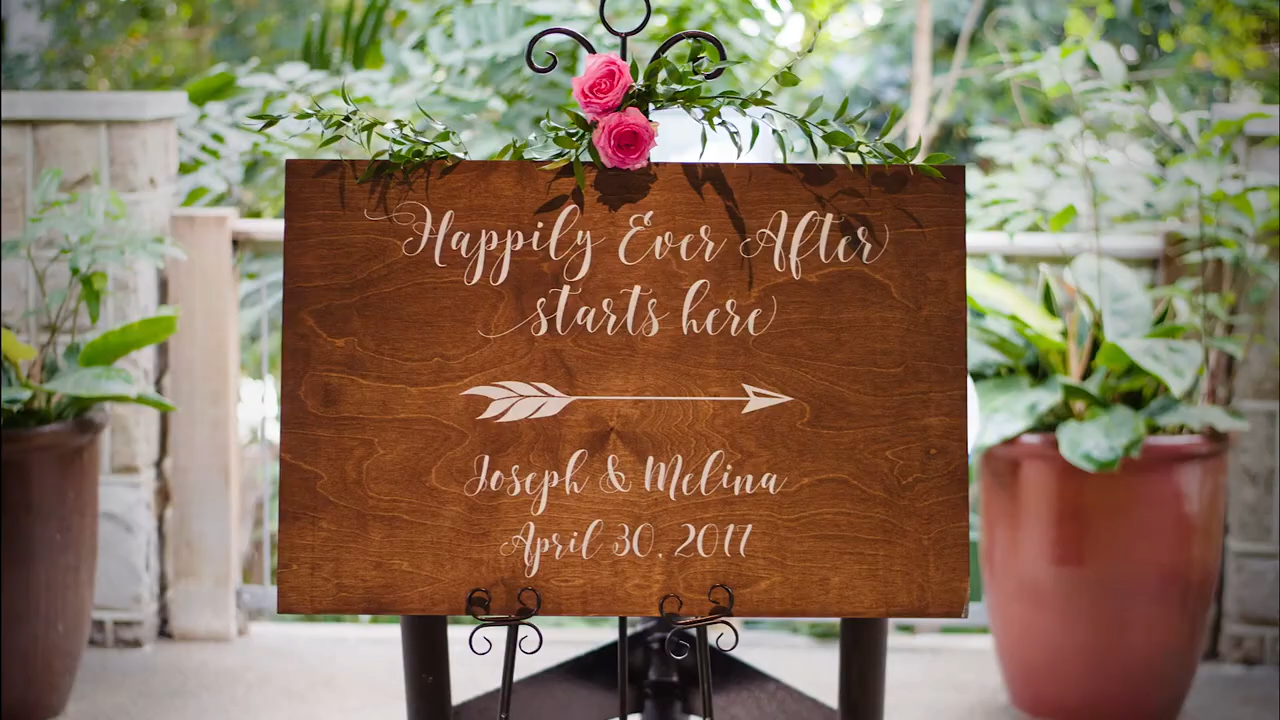 Happily Ever After
starts here
Joseph & Melina
April 30, 2017